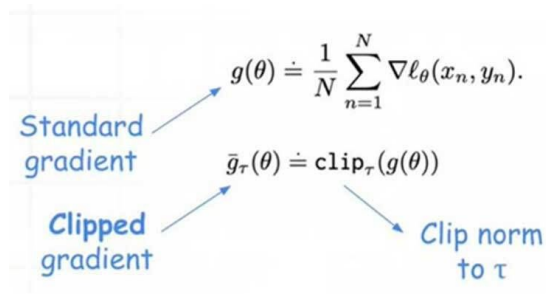 g(θ) ≐ 1/N ∑_{n=1}^{N} ∇ℓ_θ(x_n, y_n).
Standard
gradient
ḡ_τ(θ) ≐ clip_τ(g(θ))
Clipped
gradient
Clip norm
to τ